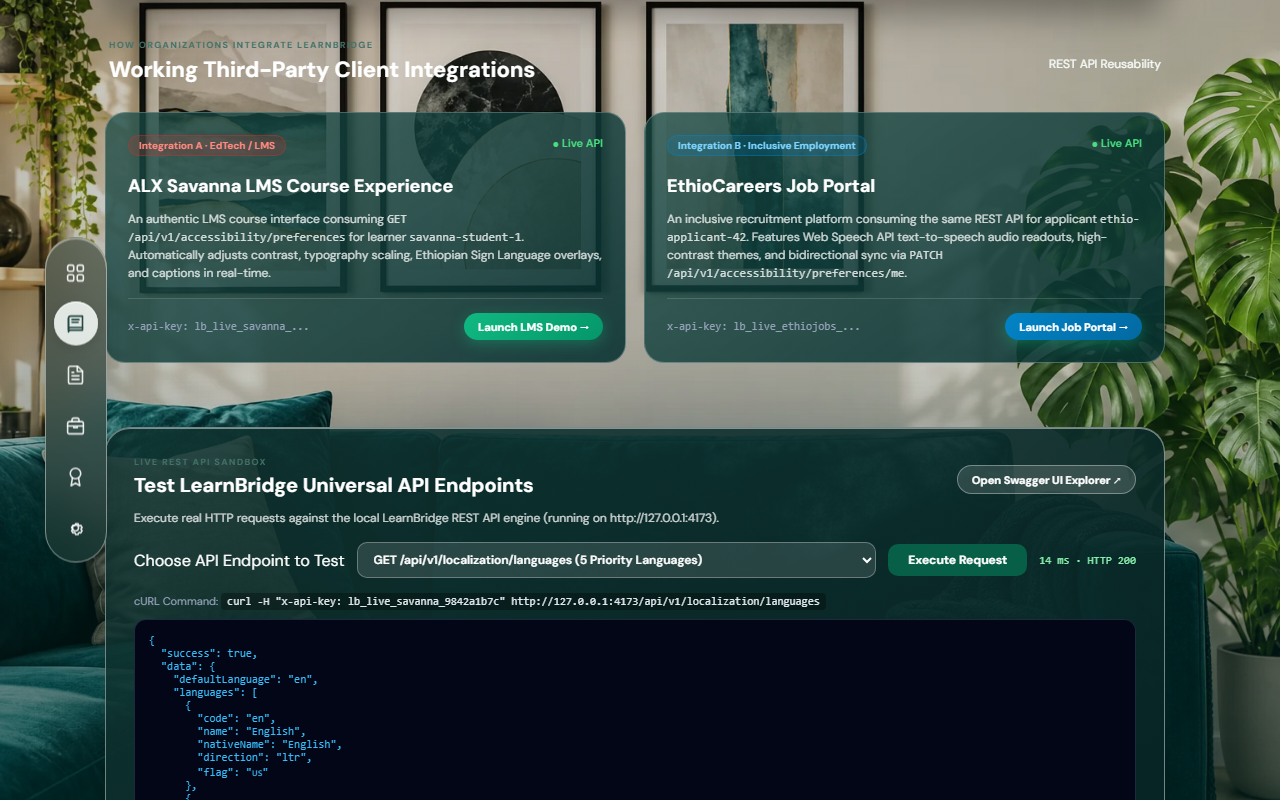 HOW ORGANIZATIONS INTEGRATE LEARNBRIDGE
Working Third-Party Client Integrations
REST API Reusability
Integration A · EdTech / LMS
● Live API
ALX Savanna LMS Course Experience
An authentic LMS course interface consuming GET
/api/v1/accessibility/preferences for learner savanna-student-1.
Automatically adjusts contrast, typography scaling, Ethiopian Sign Language overlays,
and captions in real-time.
x-api-key: lb_live_savanna_...
Launch LMS Demo →
Integration B · Inclusive Employment
● Live API
EthioCareers Job Portal
An inclusive recruitment platform consuming the same REST API for applicant ethio-
applicant-42. Features Web Speech API text-to-speech audio readouts, high-
contrast themes, and bidirectional sync via PATCH
/api/v1/accessibility/preferences/me.
x-api-key: lb_live_ethiojobs_...
Launch Job Portal →
LIVE REST API SANDBOX
Test LearnBridge Universal API Endpoints
Open Swagger UI Explorer ↗
Execute real HTTP requests against the local LearnBridge REST API engine (running on http://127.0.0.1:4173).
Choose API Endpoint to Test
GET /api/v1/localization/languages (5 Priority Languages)
Execute Request
14 ms · HTTP 200
cURL Command: curl -H "x-api-key: lb_live_savanna_9842a1b7c" http://127.0.0.1:4173/api/v1/localization/languages
{
"success": true,
"data": {
"defaultLanguage": "en",
"languages": [
{
"code": "en",
"name": "English",
"nativeName": "English",
"direction": "ltr",
"flag": "us"
},
{